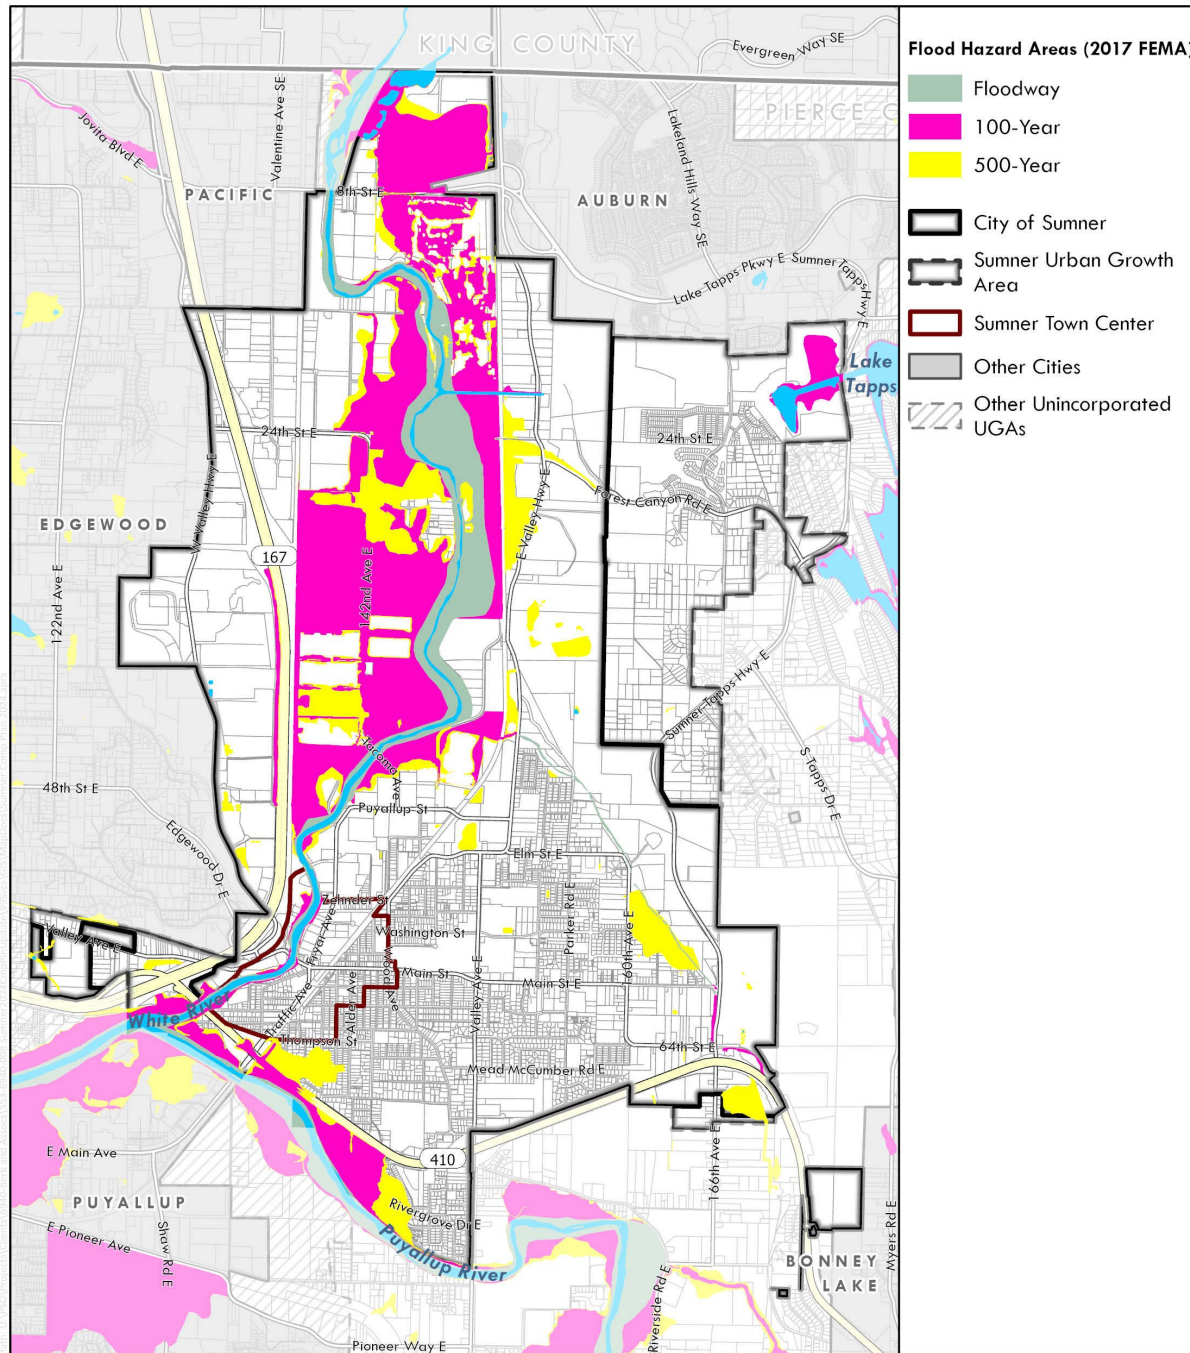 KING COUNTY
Evergreen Way SE
PIERCE C
Jovita Blvd E
Valentine Ave SE
Lakeland Hills Way SE
PACIFIC
8th St E
AUBURN
Lake Tapps Pkwy E
Sumner Tapps Hwy E
Lake
Tapps
24th St E
24th St E
W Valley Hwy E
E Valley Hwy E
Forest Canyon Rd E
EDGEWOOD
167
122nd Ave E
142nd Ave E
Sumner-Tapps Hwy E
S Tapps Dr E
48th St E
Tacoma Ave
Puyallup St
Edgewood Dr E
Elm St E
Zehnder St
Fryar Ave
Washington St
Parker Rd E
160th Ave E
Valley Ave E
Wood Ave
Main St
Main St E
White River
Traffic Ave
Alder Ave
Valley Ave E
Thompson St
64th St E
Mead McCumber Rd E
E Main Ave
410
166th Ave E
PUYALLUP
Rivergrove Dr E
Myers Rd E
E Pioneer Ave
Shaw Rd E
Puyallup River
BONNEY
LAKE
Riverside Rd E
Pioneer Way E
Flood Hazard Areas (2017 FEMA)
Floodway
100-Year
500-Year
City of Sumner
Sumner Urban Growth
Area
Sumner Town Center
Other Cities
Other Unincorporated
UGAs